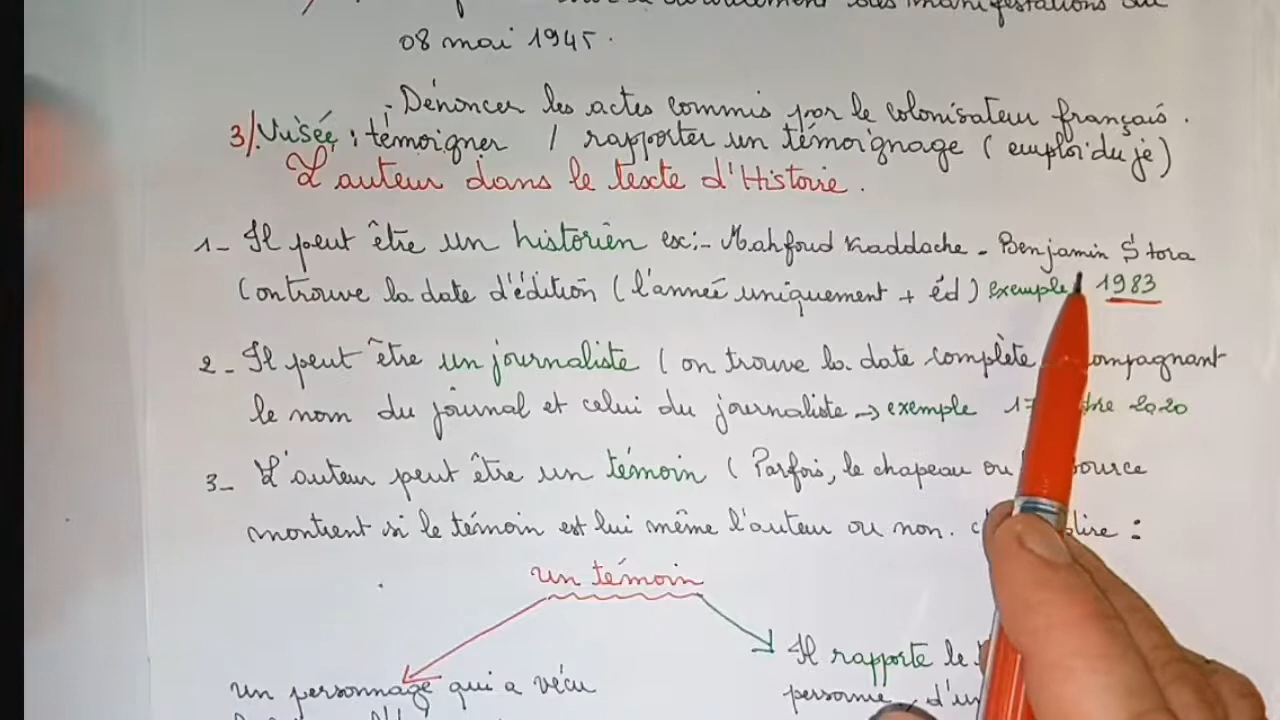 manifestations du
08 mai 1945.
- Dénoncer les actes commis par le colonisateur français.
3/ Visée : témoigner / rapporter un témoignage (emploi du je)
L'auteur dans le texte d'Histoire.
1- Il peut être un historien ex:- Mahfoud Kaddache - Benjamin Stora
(on trouve la date d'édition (l'année uniquement + éd) exemple 1983
2- Il peut être un journaliste (on trouve la date complète
le nom du journal et celui du journaliste → exemple 2020
3- L'auteur peut être un témoin (Parfois, le chapeau ou
montrent si le témoin est lui même l'auteur ou non.
un témoin
Il rapporte le
un personnage qui a vécu
personne, d'un